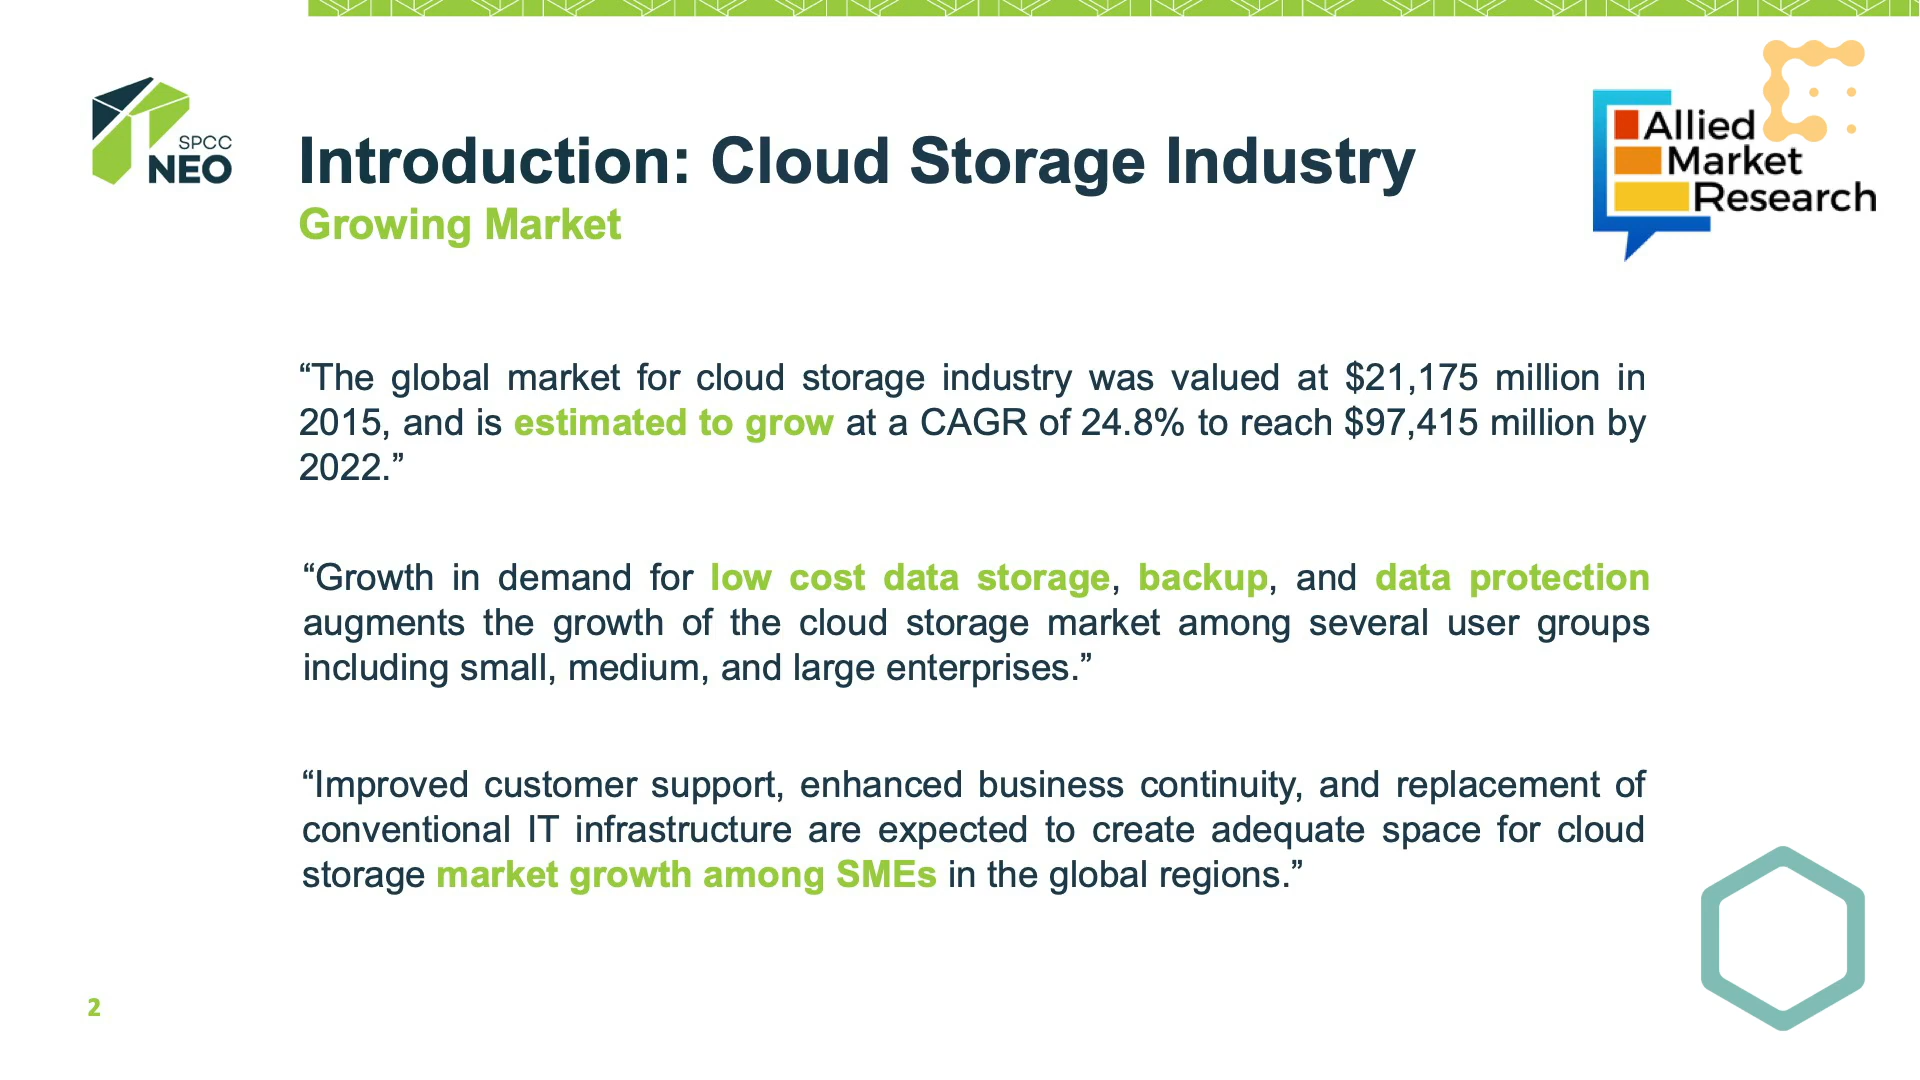 SPCC
NEO
Introduction: Cloud Storage Industry
Growing Market
Allied
Market
Research
“The global market for cloud storage industry was valued at $21,175 million in
2015, and is estimated to grow at a CAGR of 24.8% to reach $97,415 million by
2022.”
“Growth in demand for low cost data storage, backup, and data protection
augments the growth of the cloud storage market among several user groups
including small, medium, and large enterprises.”
“Improved customer support, enhanced business continuity, and replacement of
conventional IT infrastructure are expected to create adequate space for cloud
storage market growth among SMEs in the global regions.”
2